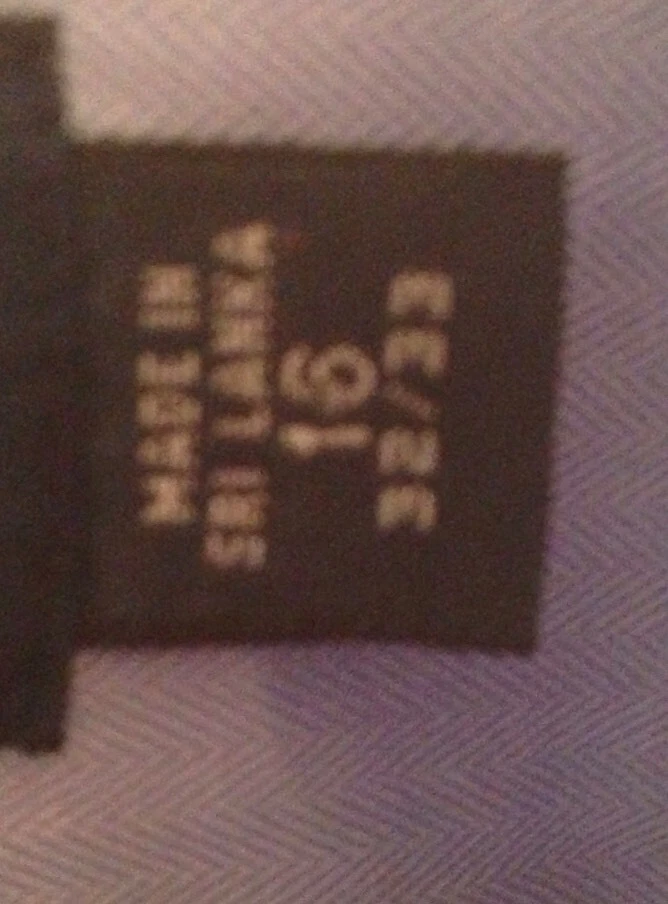 MADE IN
SRI LANKA
16
32/33